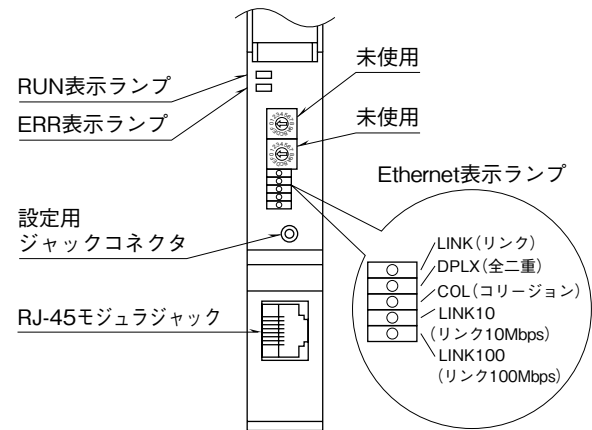 RUN表示ランプ
ERR表示ランプ
未使用
未使用
Ethernet表示ランプ
設定用
ジャックコネクタ
RJ-45モジュラジャック
LINK(リンク)
DPLX(全二重)
COL(コリージョン)
LINK10
(リンク10Mbps)
LINK100
(リンク100Mbps)